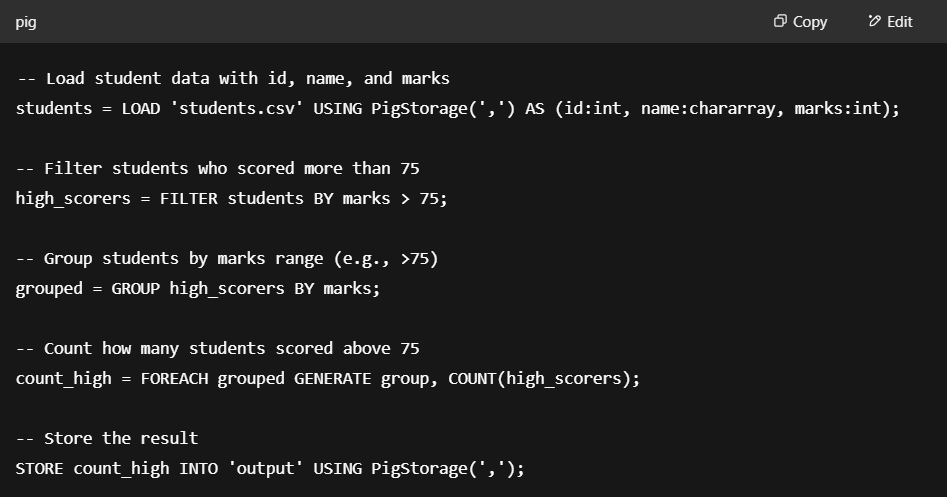 pig
Copy
Edit
-- Load student data with id, name, and marks
students = LOAD 'students.csv' USING PigStorage(',') AS (id:int, name:chararray, marks:int);
-- Filter students who scored more than 75
high_scorers = FILTER students BY marks > 75;
-- Group students by marks range (e.g., >75)
grouped = GROUP high_scorers BY marks;
-- Count how many students scored above 75
count_high = FOREACH grouped GENERATE group, COUNT(high_scorers);
-- Store the result
STORE count_high INTO 'output' USING PigStorage(',');